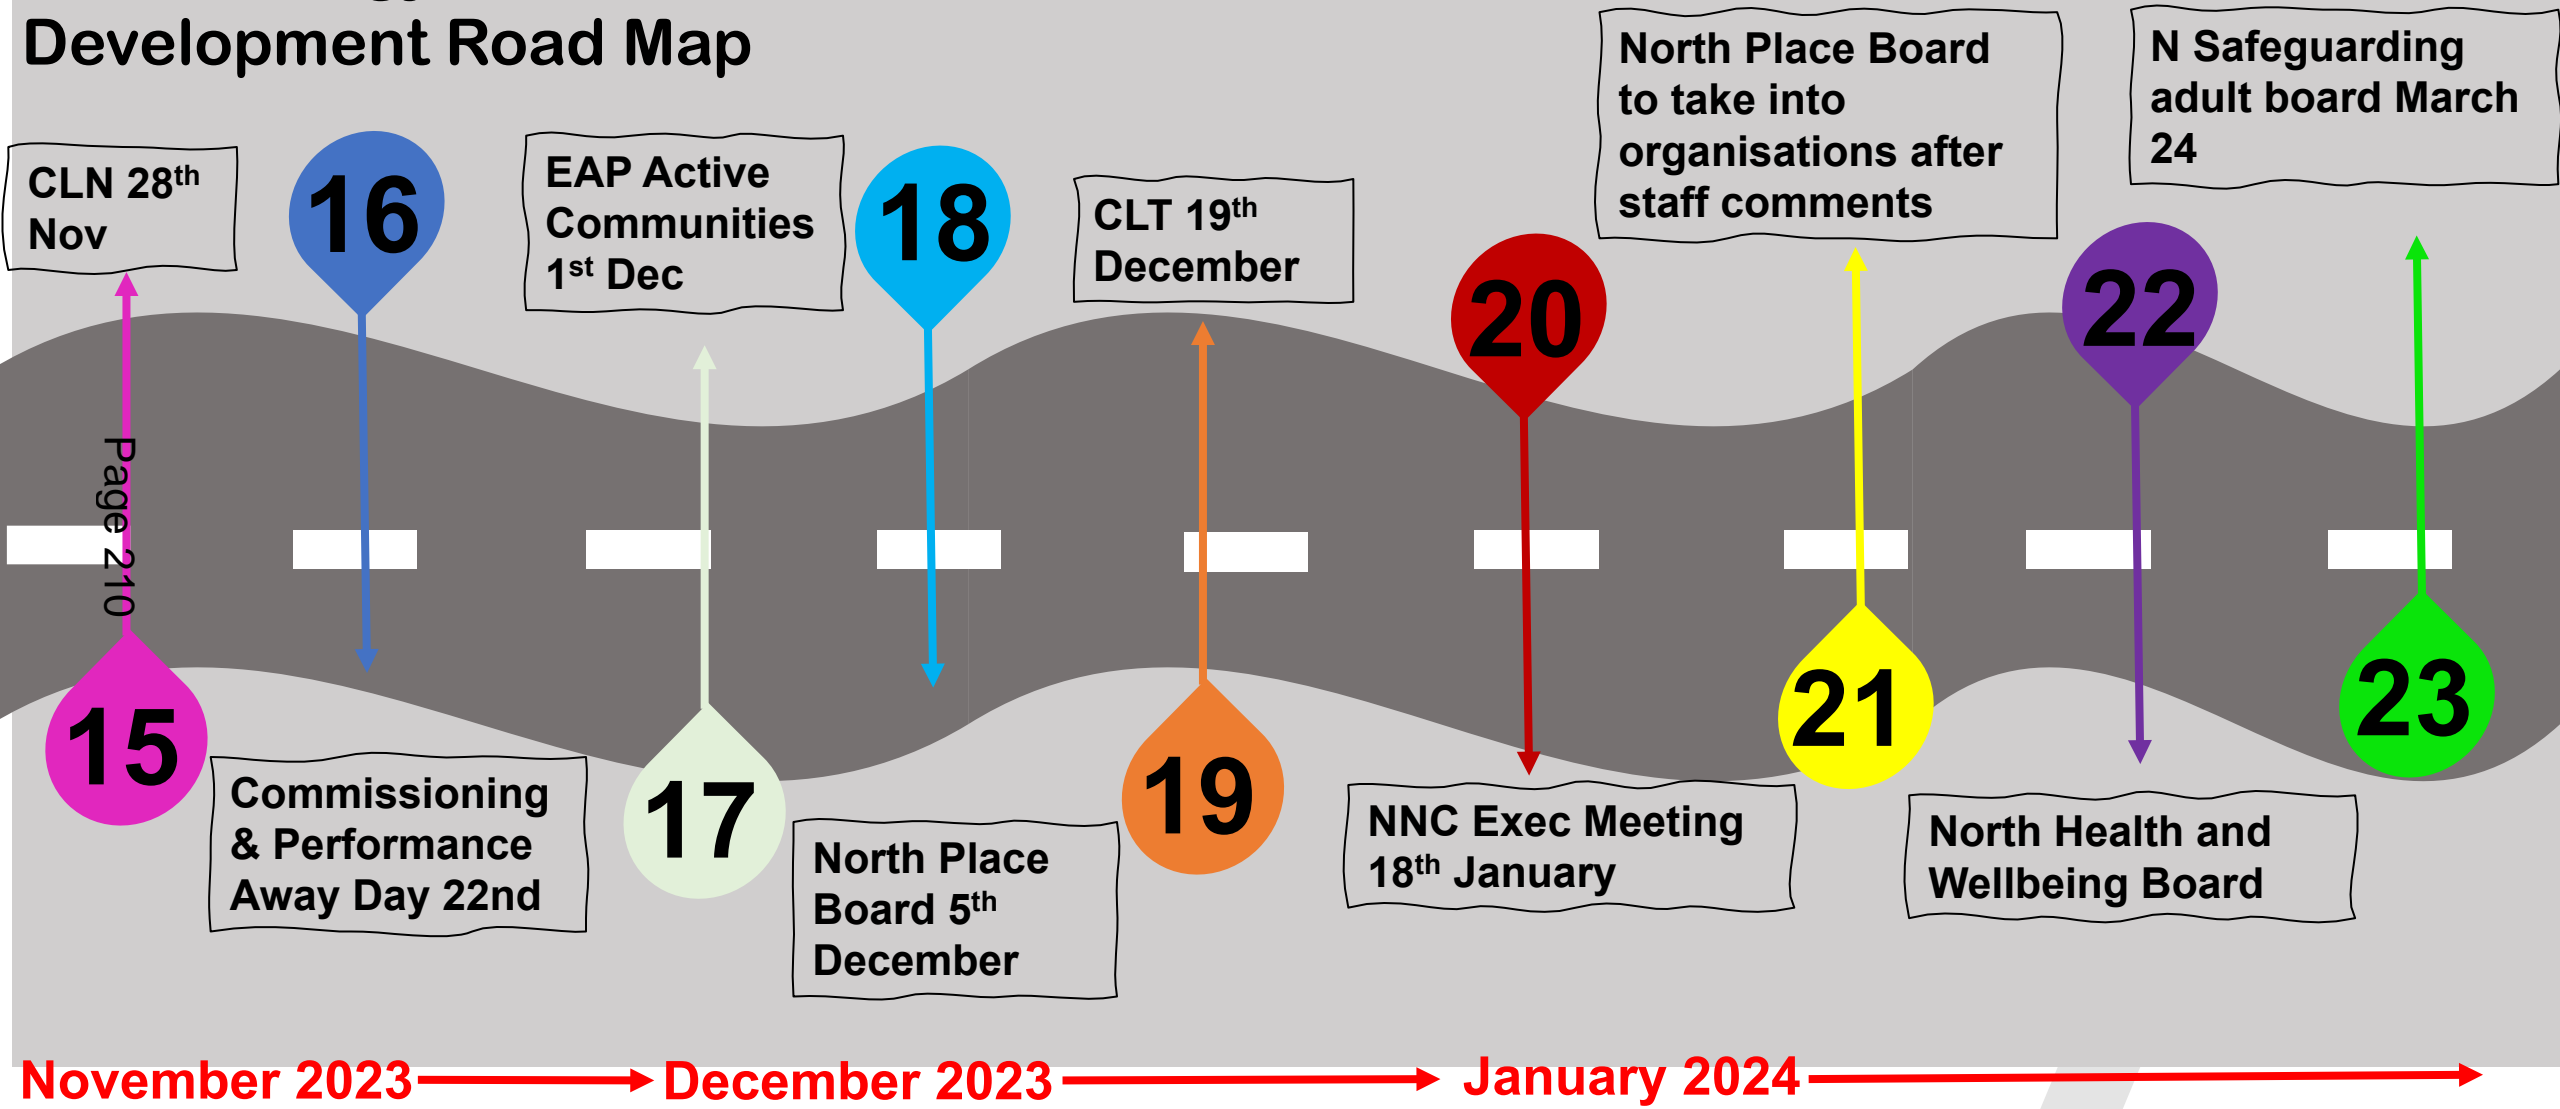 Development Road Map
CLN 28th
Nov
16
EAP Active
Communities
1st Dec
18
CLT 19th
December
20
North Place Board
to take into
organisations after
staff comments
22
N Safeguarding
adult board March
24
Page 210
15
Commissioning
& Performance
Away Day 22nd
17
North Place
Board 5th
December
19
NNC Exec Meeting
18th January
21
North Health and
Wellbeing Board
23
November 2023
December 2023
January 2024